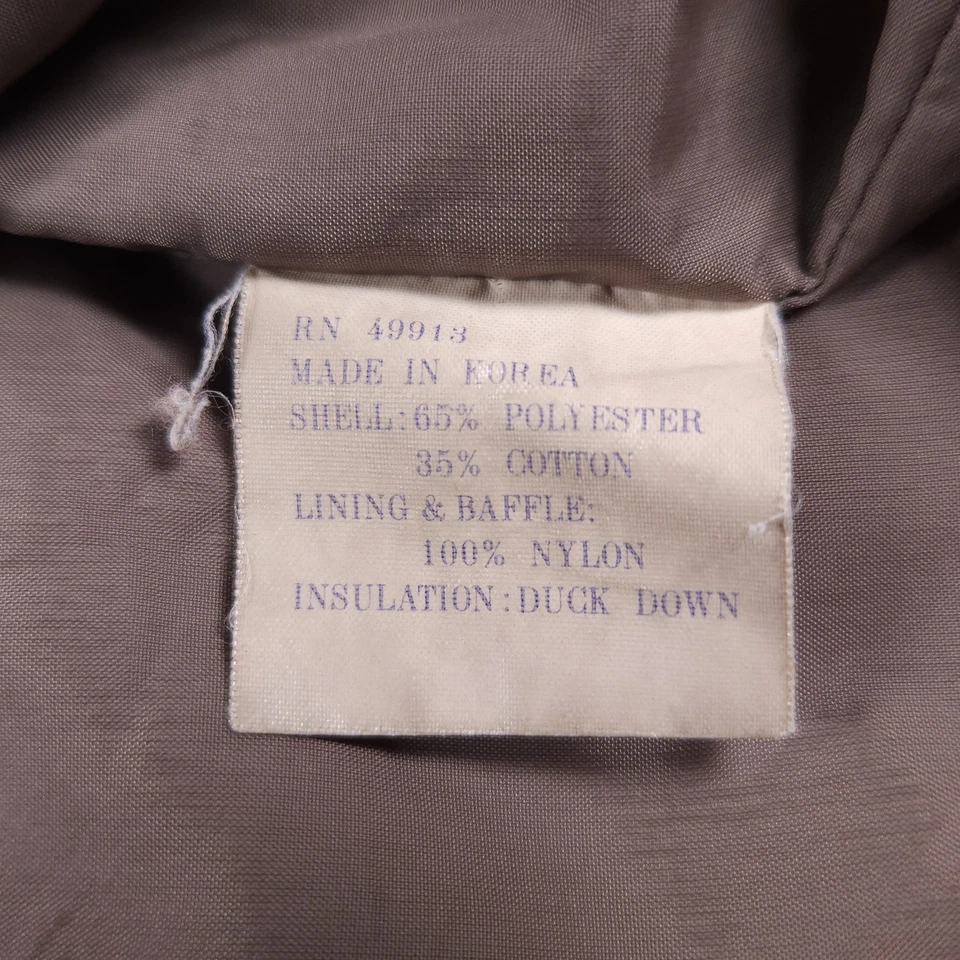 RN 49913
MADE IN KOREA
SHELL: 65% POLYESTER
35% COTTON
LINING & BAFFLE:
100% NYLON
INSULATION: DUCK DOWN